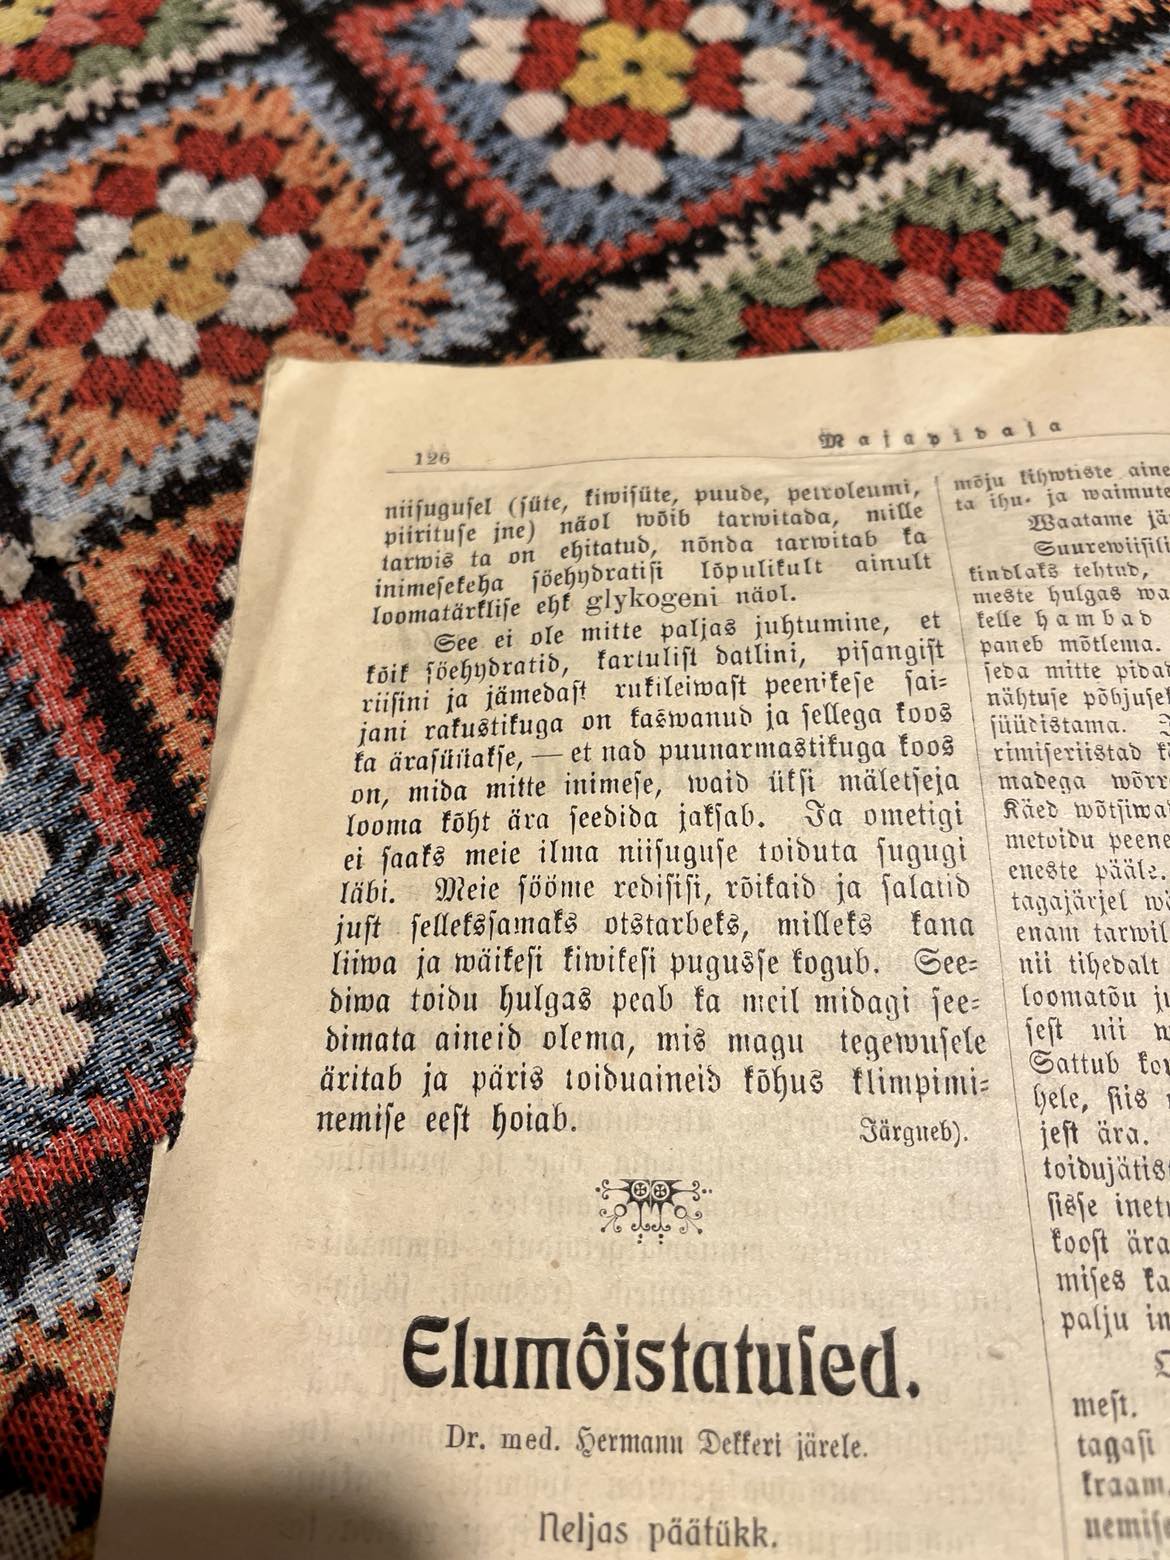 126
Majapidaja
niisugusel (süte, kiwisüte, puude, petroleumi,
piirituse jne) näol wõib tarwitada, mille
tarwis ta on ehitatud, nõnda tarwitab ka
inimesekeha söehydratisi lõpulikult ainult
loomatärklise ehk glykogeni näol.
See ei ole mitte paljas juhtumine, et
kõik söehydratid, kartulist datlini, pisangist
riisini ja jämedast rukileiwast peenikese sai-
jani rakustikuga on kaswanud ja sellega koos
ka ärasüüakse, — et nad puunarmastikuga koos
on, mida mitte inimese, waid üksi mäletseja
looma kõht ära seedida jaksab. Ja ometigi
ei saaks meie ilma niisuguse toiduta sugugi
läbi. Meie sööme redisisi, rõikaid ja salatid
just sellekssamaks otstarbeks, milleks kana
liiwa ja wäikesi kiwikesi pugusse kogub. See-
diwa toidu hulgas peab ka meil midagi see-
dimata aineid olema, mis magu tegewusele
äritab ja päris toiduaineid kõhus klimpimi-
nemise eest hoiab.
Järgneb).
Elumõistatused.
Dr. med. Hermann Dekkeri järele.
Neljas päätükk.
mõju kihwtiste aine
ta ihu- ja waimute
Waatame jä
Suurewiisili
kindlaks tehtud,
meste hulgas wa
kelle hambad
paneb mõtlema.
seda mitte pida
nähtuse põhjuse
süüdistama.
rimiseriistad k
madega wõrr
Käed wõtsiwa
metoidu peene
eneste pääle.
tagajärjel wä
enam tarwil
nii tihedalt
loomatõu ju
sest nii w
Sattub kow
hele, siis
jest ära.
toidujätis
sisse inet
koost ära
mises ka
palju in
mest.
tagasi
kraam,
nemise